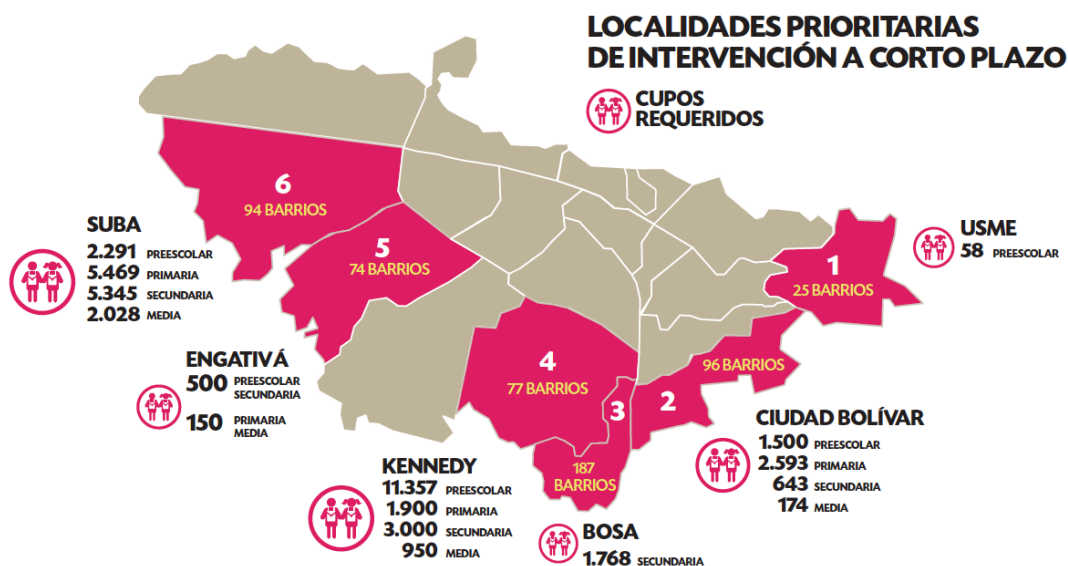 LOCALIDADES PRIORITARIAS
DE INTERVENCIÓN A CORTO PLAZO
CUPOS
REQUERIDOS
6
94 BARRIOS
SUBA
2.291 PREESCOLAR
5.469 PRIMARIA
5.345 SECUNDARIA
2.028 MEDIA
5
74 BARRIOS
USME
58 PREESCOLAR
1
25 BARRIOS
ENGATIVÁ
500 PREESCOLAR
SECUNDARIA
150 PRIMARIA
MEDIA
4
77 BARRIOS
3
187
BARRIOS
2
96 BARRIOS
CIUDAD BOLÍVAR
1.500 PREESCOLAR
2.593 PRIMARIA
643 SECUNDARIA
174 MEDIA
KENNEDY
11.357 PREESCOLAR
1.900 PRIMARIA
3.000 SECUNDARIA
950 MEDIA
BOSA
1.768 SECUNDARIA